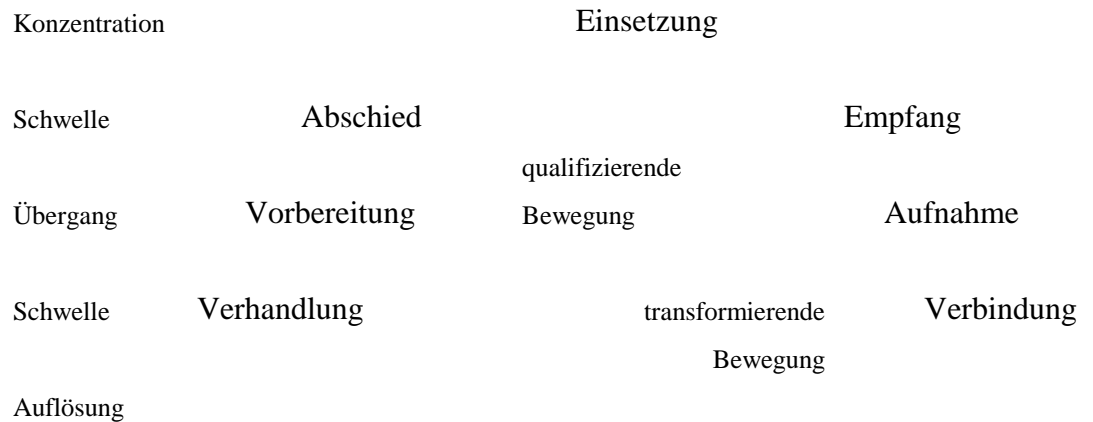 Konzentration Einsetzung
Schwelle Abschied Empfang
qualifizierende
Übergang Vorbereitung Bewegung Aufnahme
Schwelle Verhandlung transformierende Verbindung
Bewegung
Auflösung